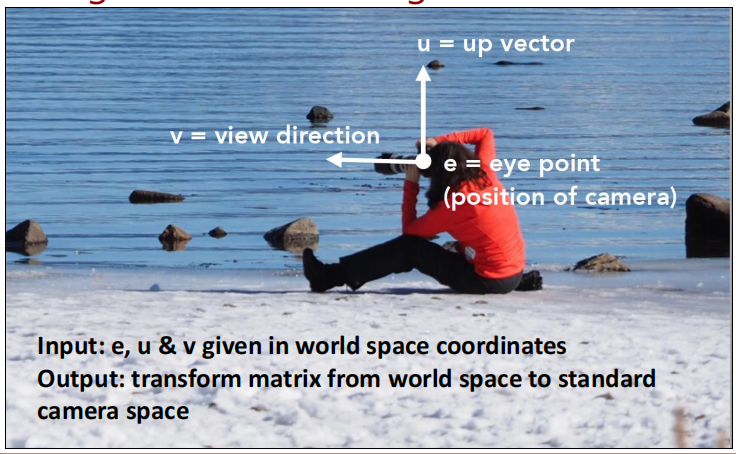 u = up vector
v = view direction
e = eye point
(position of camera)
Input: e, u & v given in world space coordinates
Output: transform matrix from world space to standard
camera space